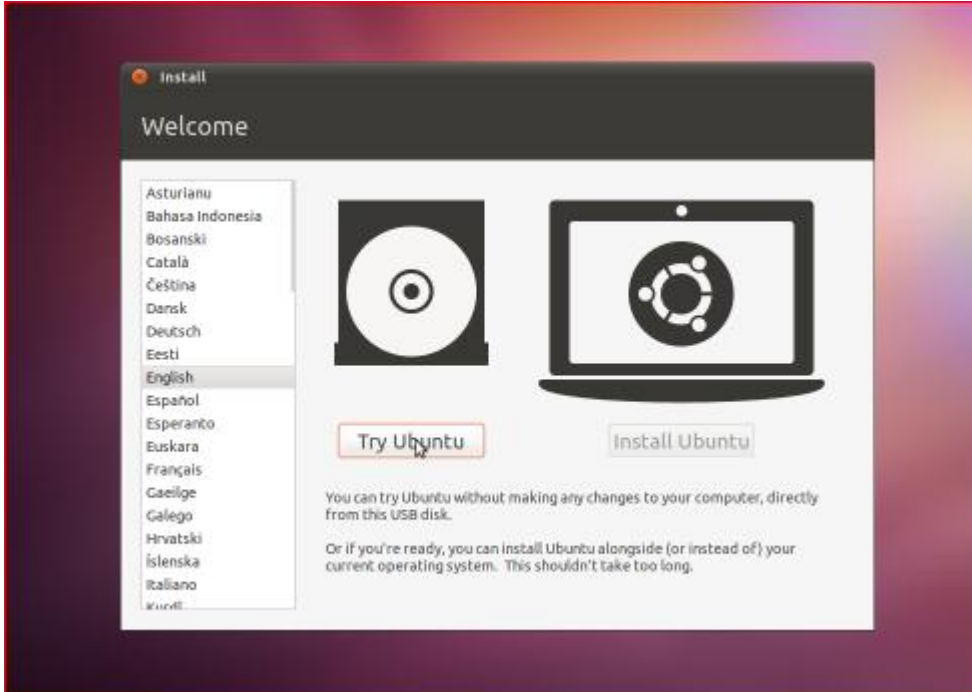 Install
Welcome
Asturianu
Bahasa Indonesia
Bosanski
Català
Čeština
Dansk
Deutsch
Eesti
English
Español
Esperanto
Euskara
Français
Gaeilge
Galego
Hrvatski
Íslenska
Italiano
Kurdî
Try Ubuntu
Install Ubuntu
You can try Ubuntu without making any changes to your computer, directly
from this USB disk.
Or if you're ready, you can install Ubuntu alongside (or instead of) your
current operating system. This shouldn't take too long.